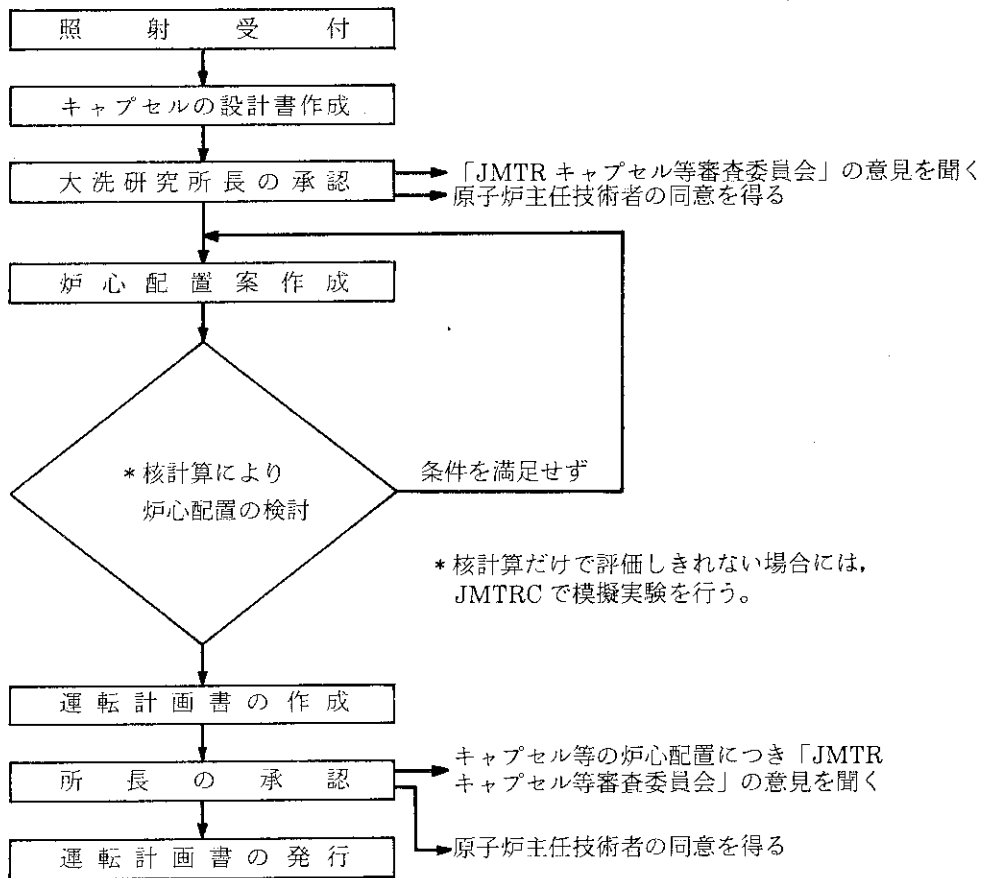 照射受付
キャプセルの設計書作成
大洗研究所長の承認
「JMTR キャプセル等審査委員会」の意見を聞く
原子炉主任技術者の同意を得る
炉心配置案作成
*核計算により
炉心配置の検討
条件を満足せず
*核計算だけで評価しきれない場合には，
JMTRC で模擬実験を行う。
運転計画書の作成
所長の承認
キャプセル等の炉心配置につき「JMTR
キャプセル等審査委員会」の意見を聞く
原子炉主任技術者の同意を得る
運転計画書の発行